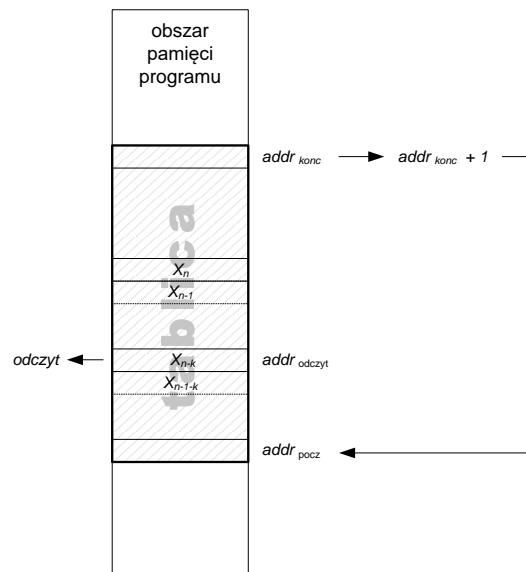 obszar
pamięci
programu
addr konc
addr konc + 1
tablica
Xn
Xn-1
odczyt
Xn-k
addr odczyt
Xn-1-k
addr pocz